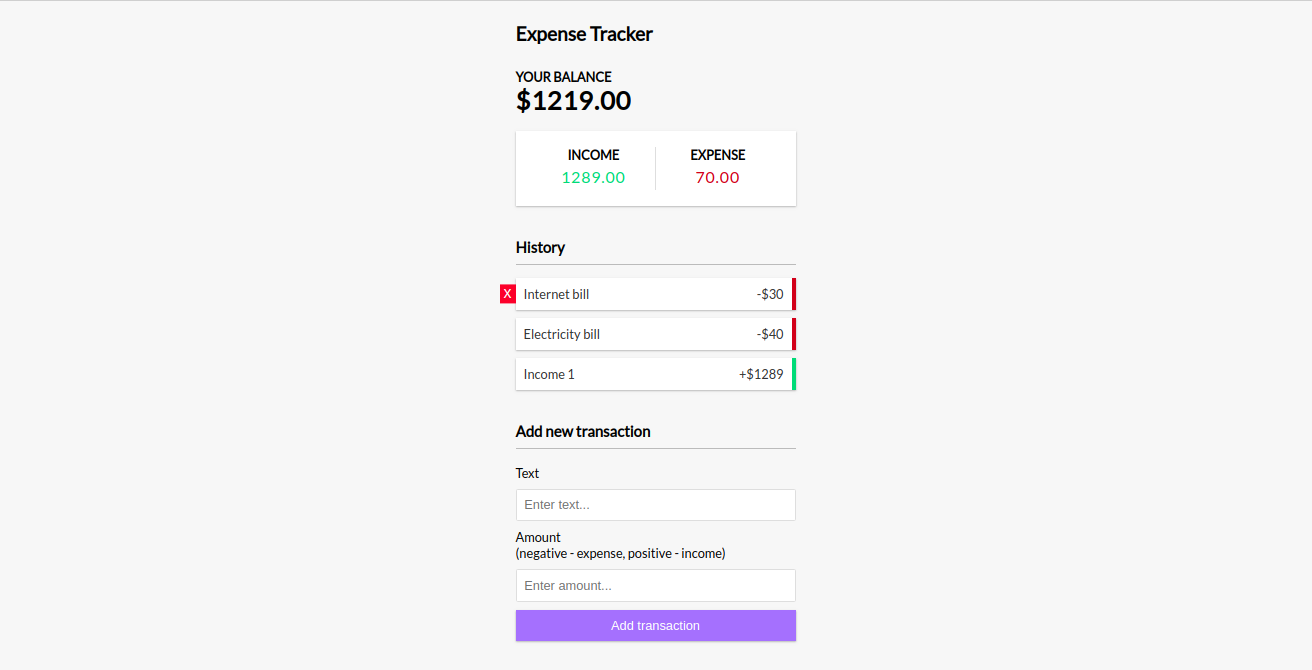 Expense Tracker
YOUR BALANCE
$1219.00
INCOME EXPENSE
1289.00 70.00
History
X Internet bill -$30
Electricity bill -$40
Income 1 +$1289
Add new transaction
Text
Enter text...
Amount
(negative - expense, positive - income)
Enter amount...
Add transaction